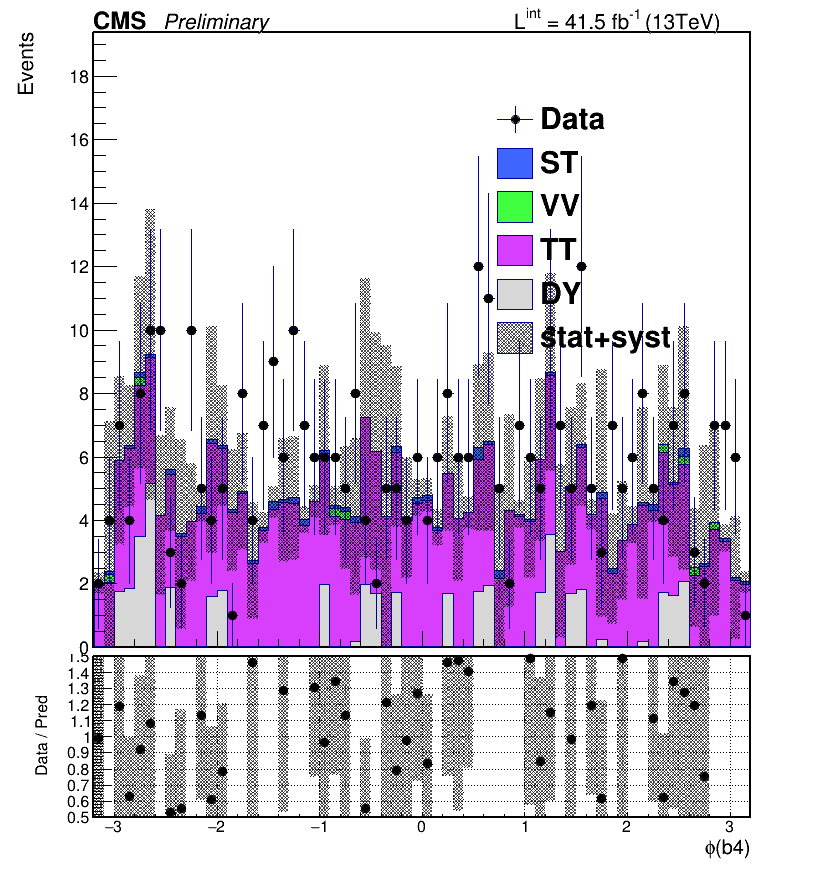 CMS Preliminary L^int = 41.5 fb^-1 (13TeV)
Events
18
16
14
12
10
8
6
4
2
0
Data
ST
VV
TT
DY
stat+syst
Data / Pred
1.5
1.4
1.3
1.2
1.1
1
0.9
0.8
0.7
0.6
0.5
−3 −2 −1 0 1 2 3
ϕ(b4)